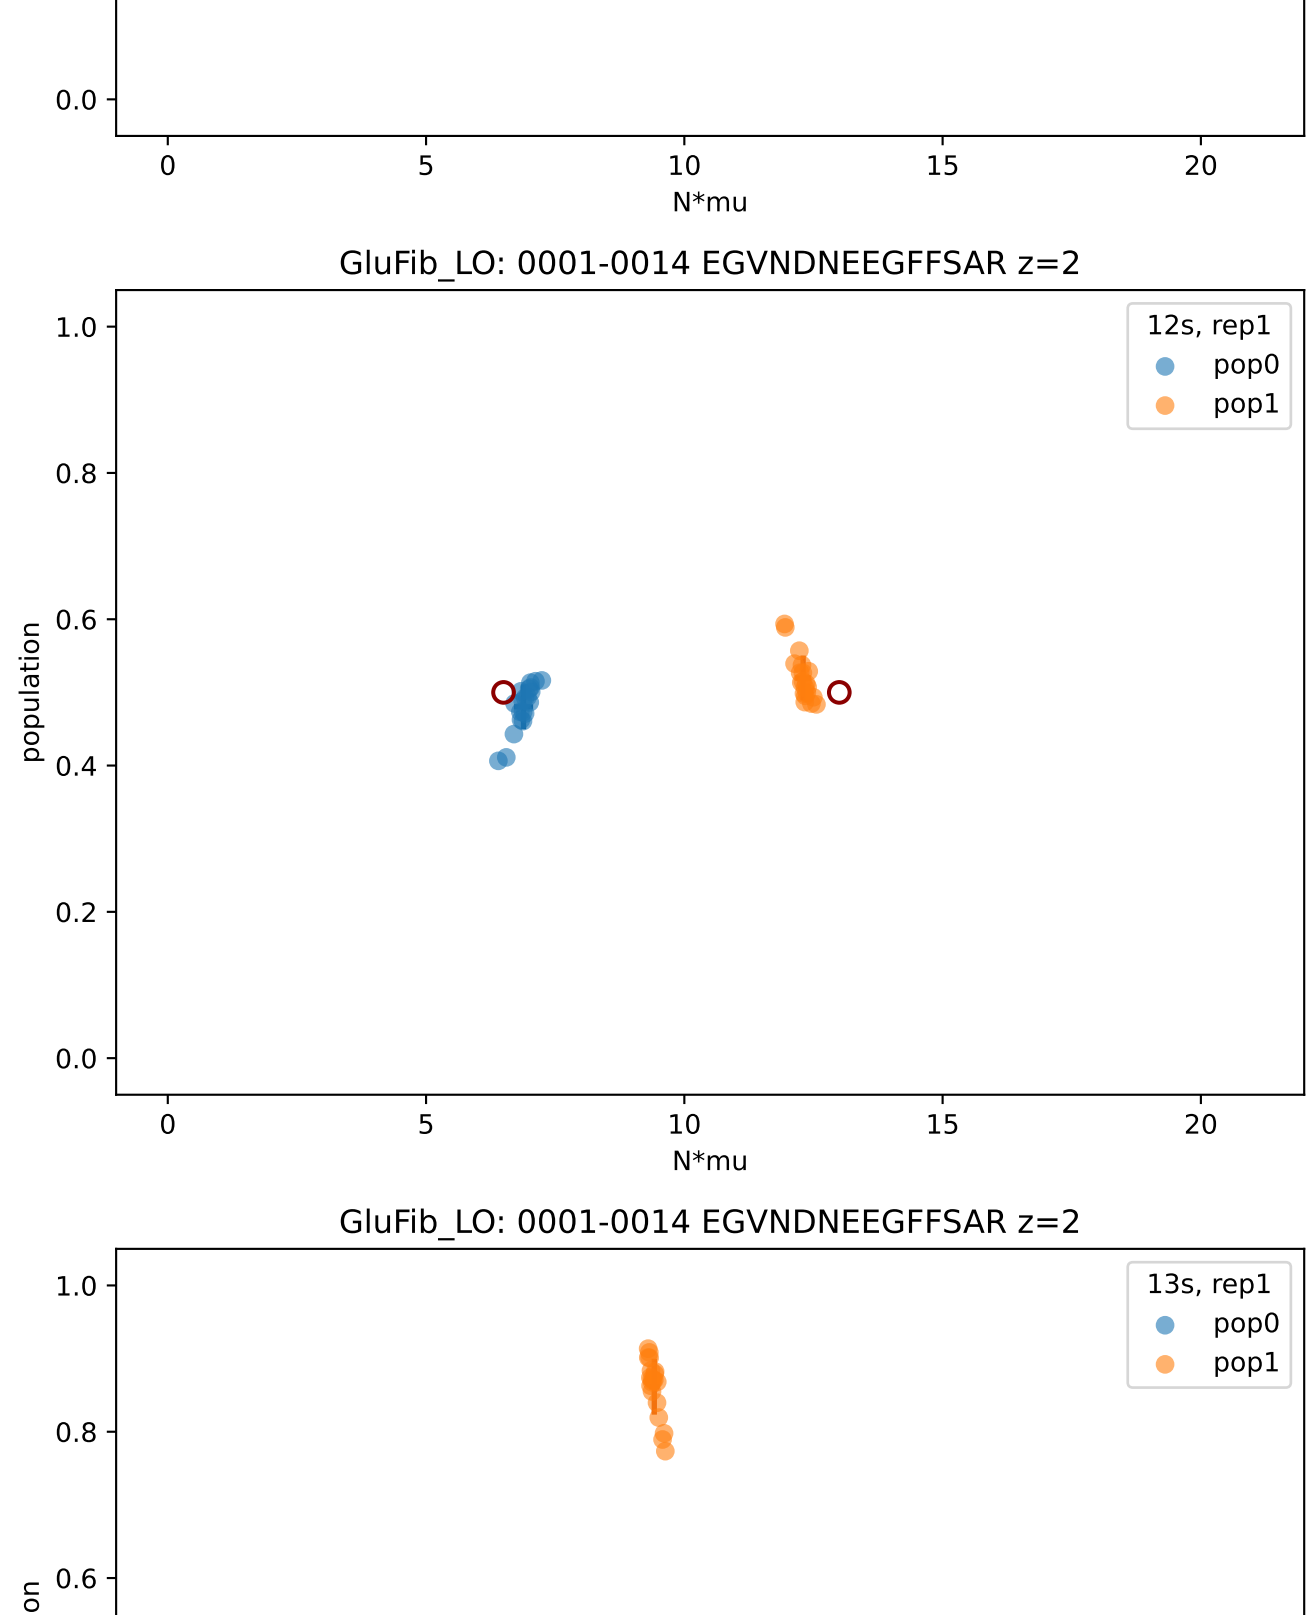 0.0
0 5 10 15 20
N*mu
GluFib_LO: 0001-0014 EGVNDNEEGFFSAR z=2
12s, rep1
pop0
pop1
1.0
0.8
0.6
0.4
0.2
0.0
population
0 5 10 15 20
N*mu
GluFib_LO: 0001-0014 EGVNDNEEGFFSAR z=2
13s, rep1
pop0
pop1
1.0
0.8
0.6
on